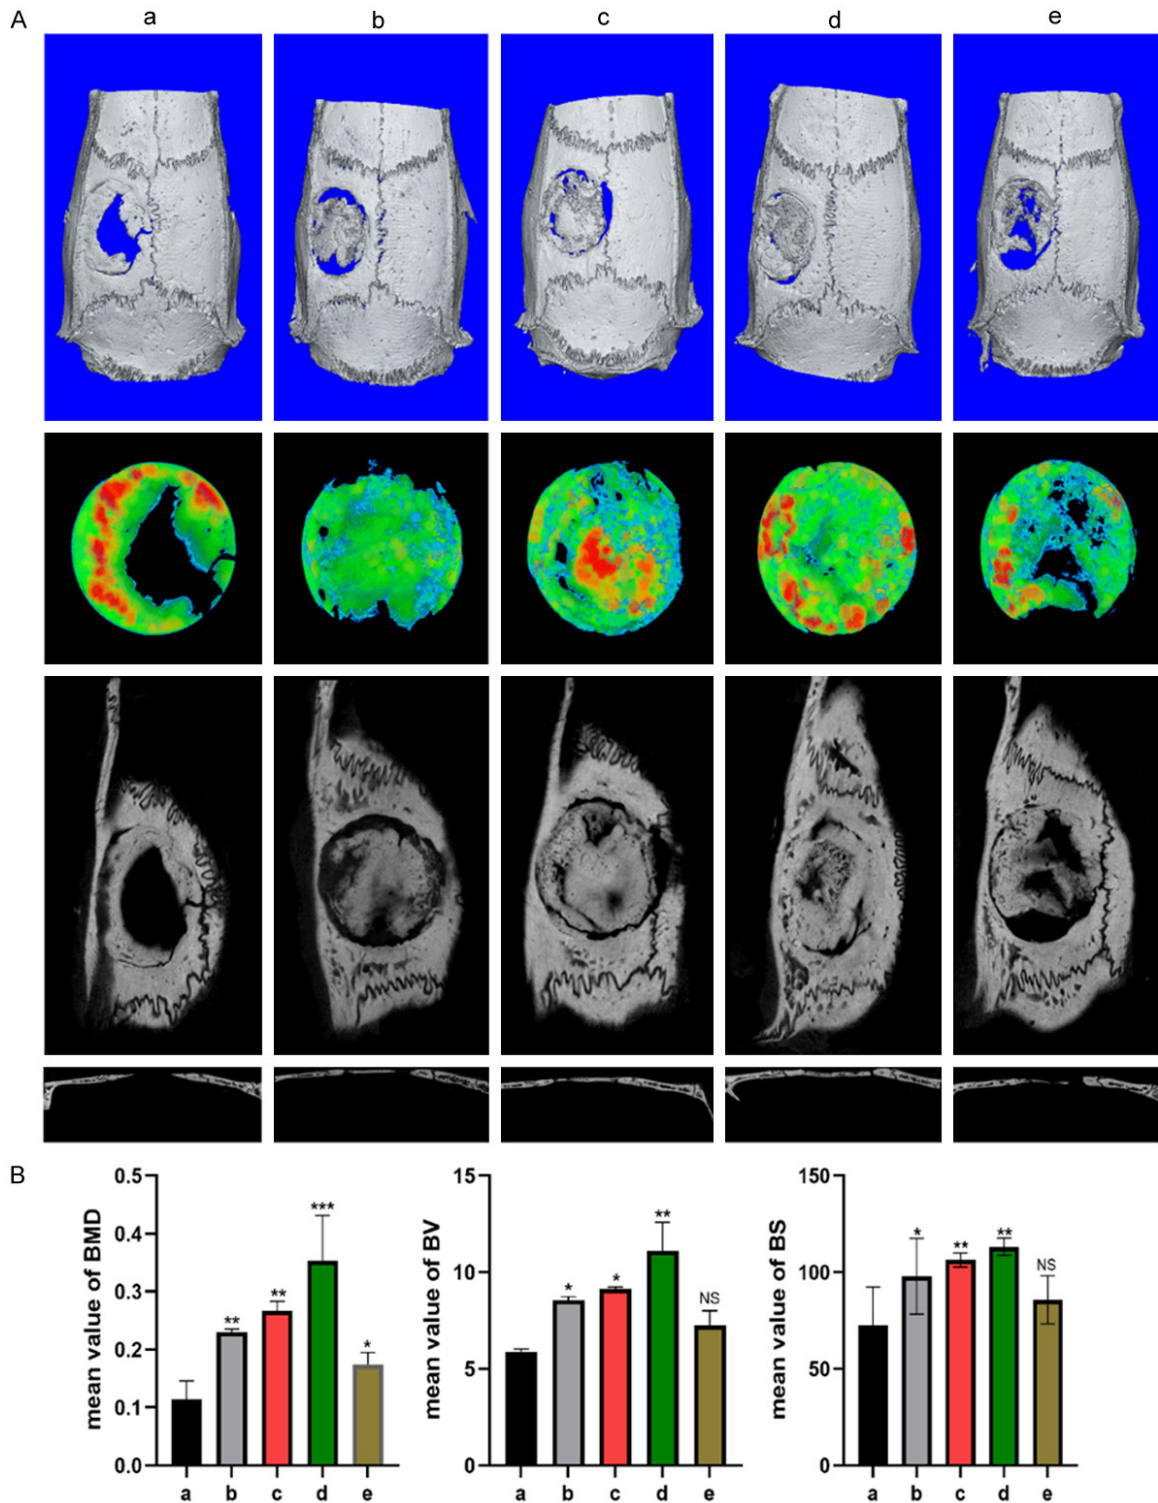 A
a b c d e
B
mean value of BMD
0.5
0.4
0.3
0.2
0.1
0.0
** ** *** *
a b c d e
mean value of BV
15
10
5
0
* * ** NS
a b c d e
mean value of BS
150
100
50
0
* ** ** NS
a b c d e